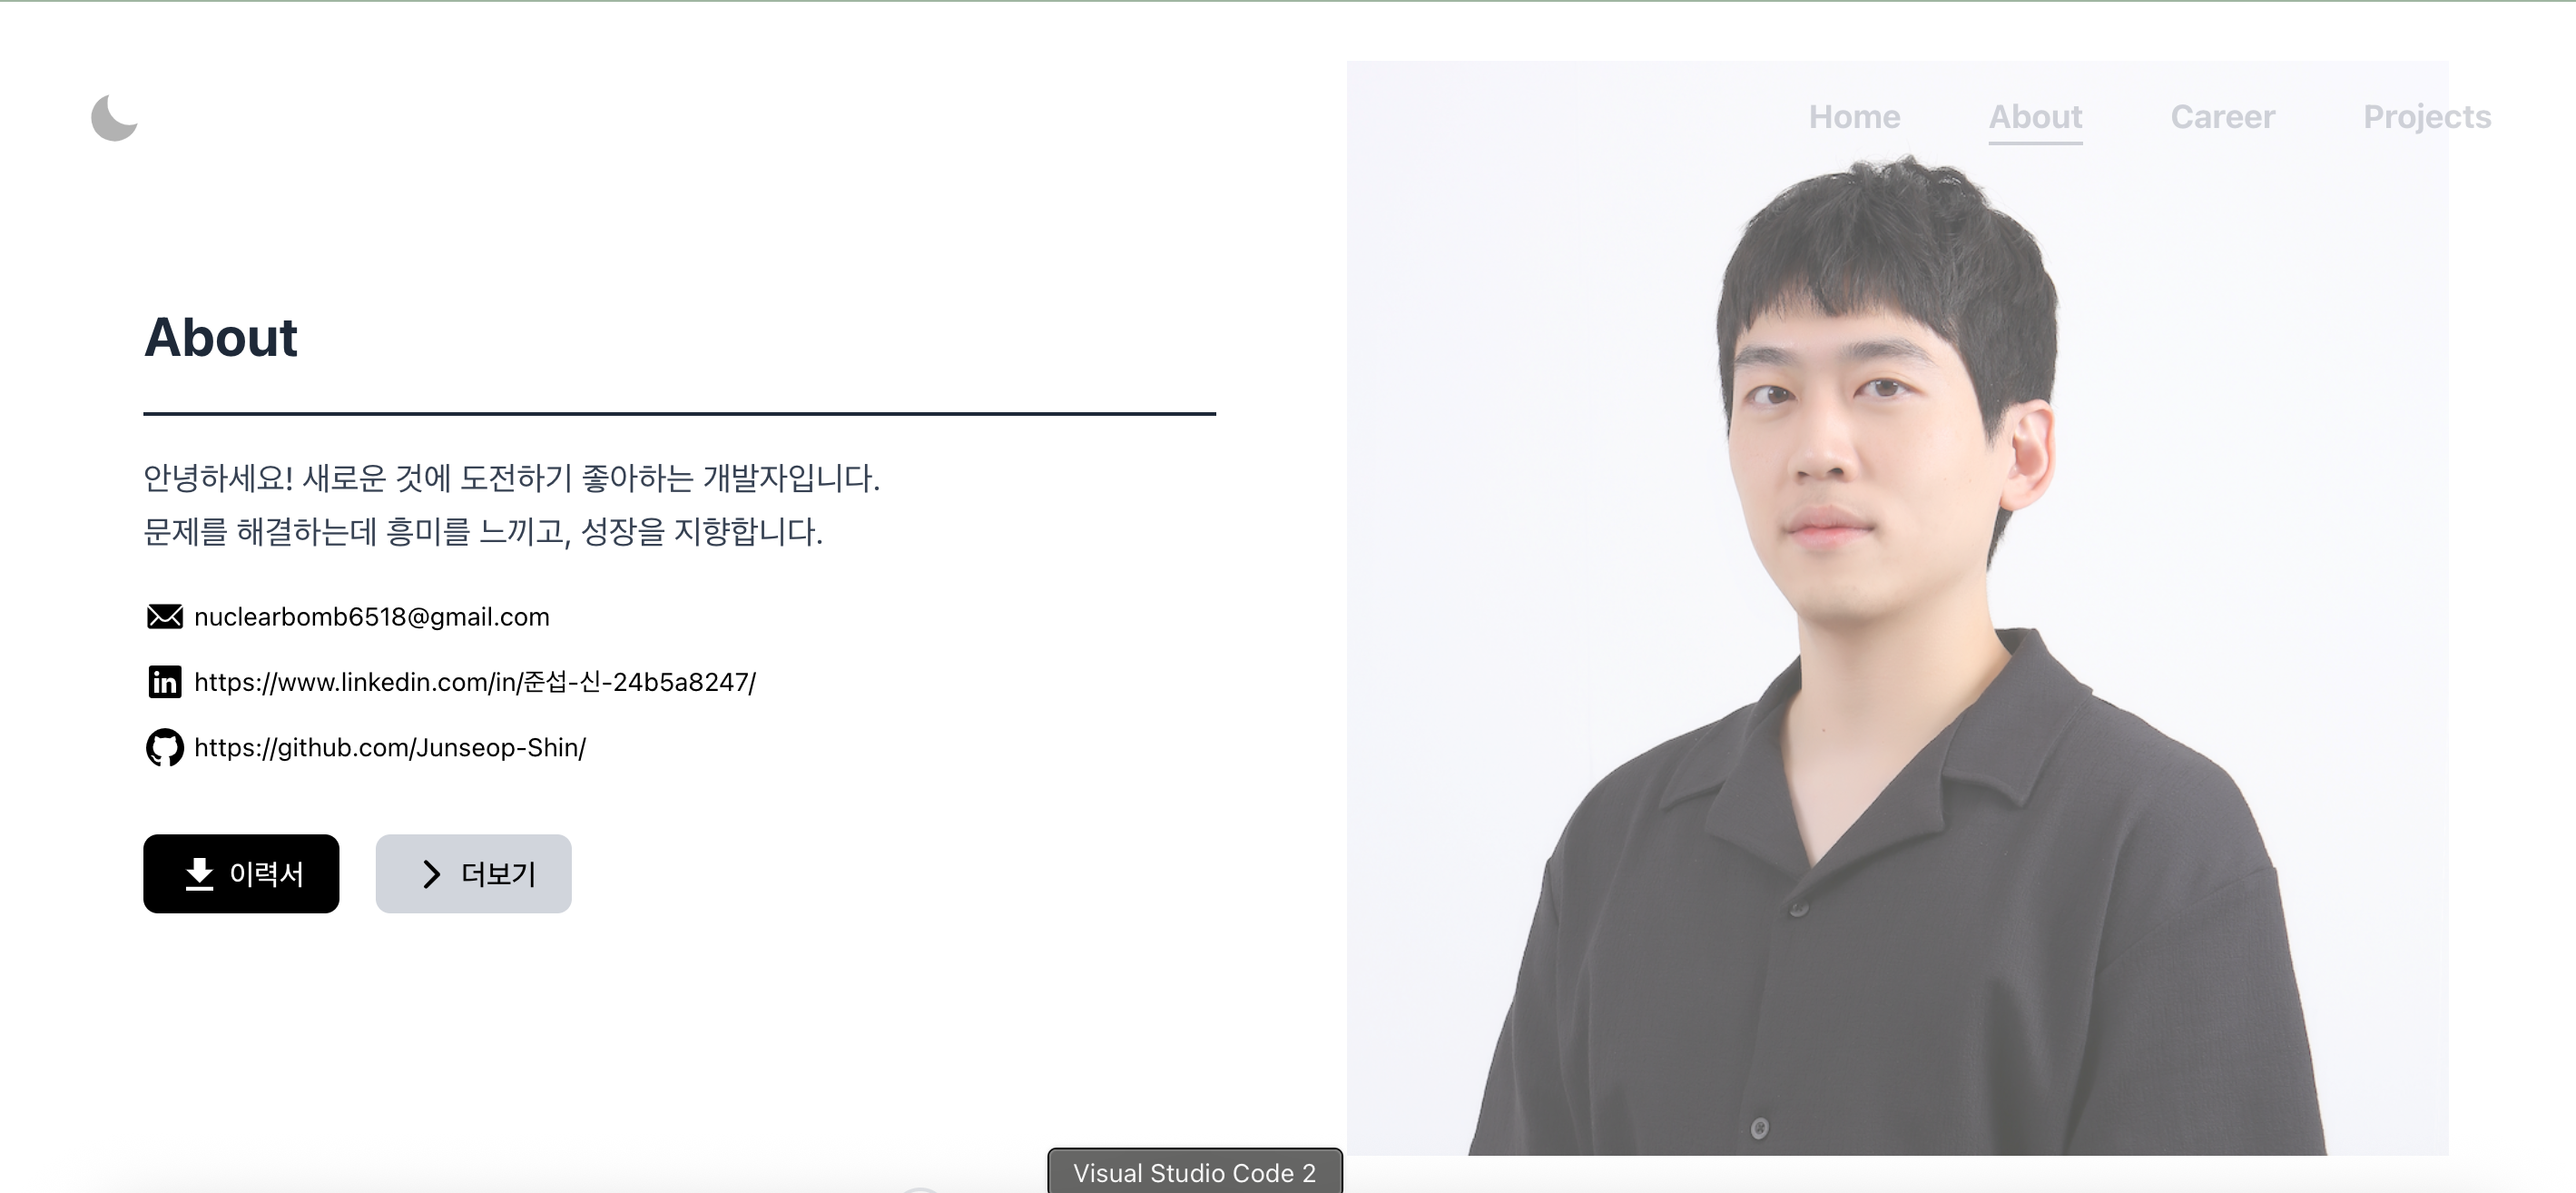 Home About Career Projects
About
안녕하세요! 새로운 것에 도전하기 좋아하는 개발자입니다.
문제를 해결하는데 흥미를 느끼고, 성장을 지향합니다.
nuclearbomb6518@gmail.com
https://www.linkedin.com/in/준섭-신-24b5a8247/
https://github.com/Junseop-Shin/
이력서 더보기
Visual Studio Code 2